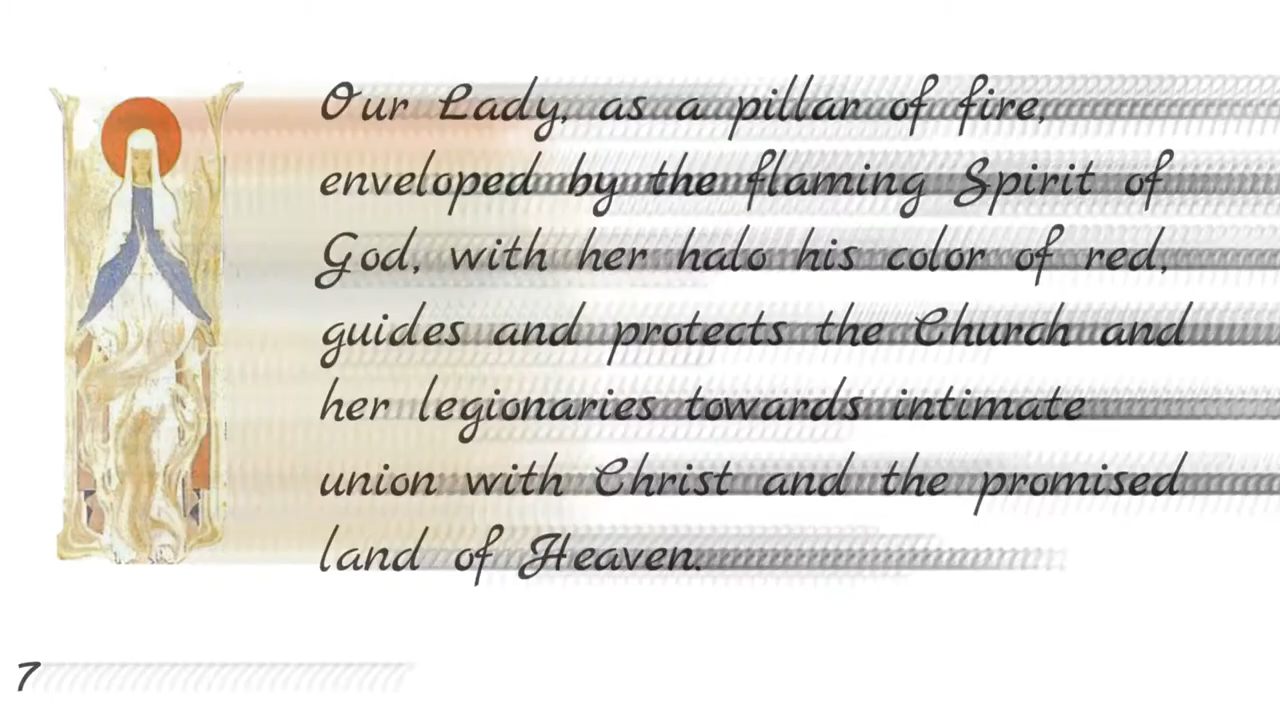 Our Lady, as a pillar of fire,
enveloped by the flaming Spirit of
God, with her halo his color of red,
guides and protects the Church and
her legionaries towards intimate
union with Christ and the promised
land of Heaven.
7